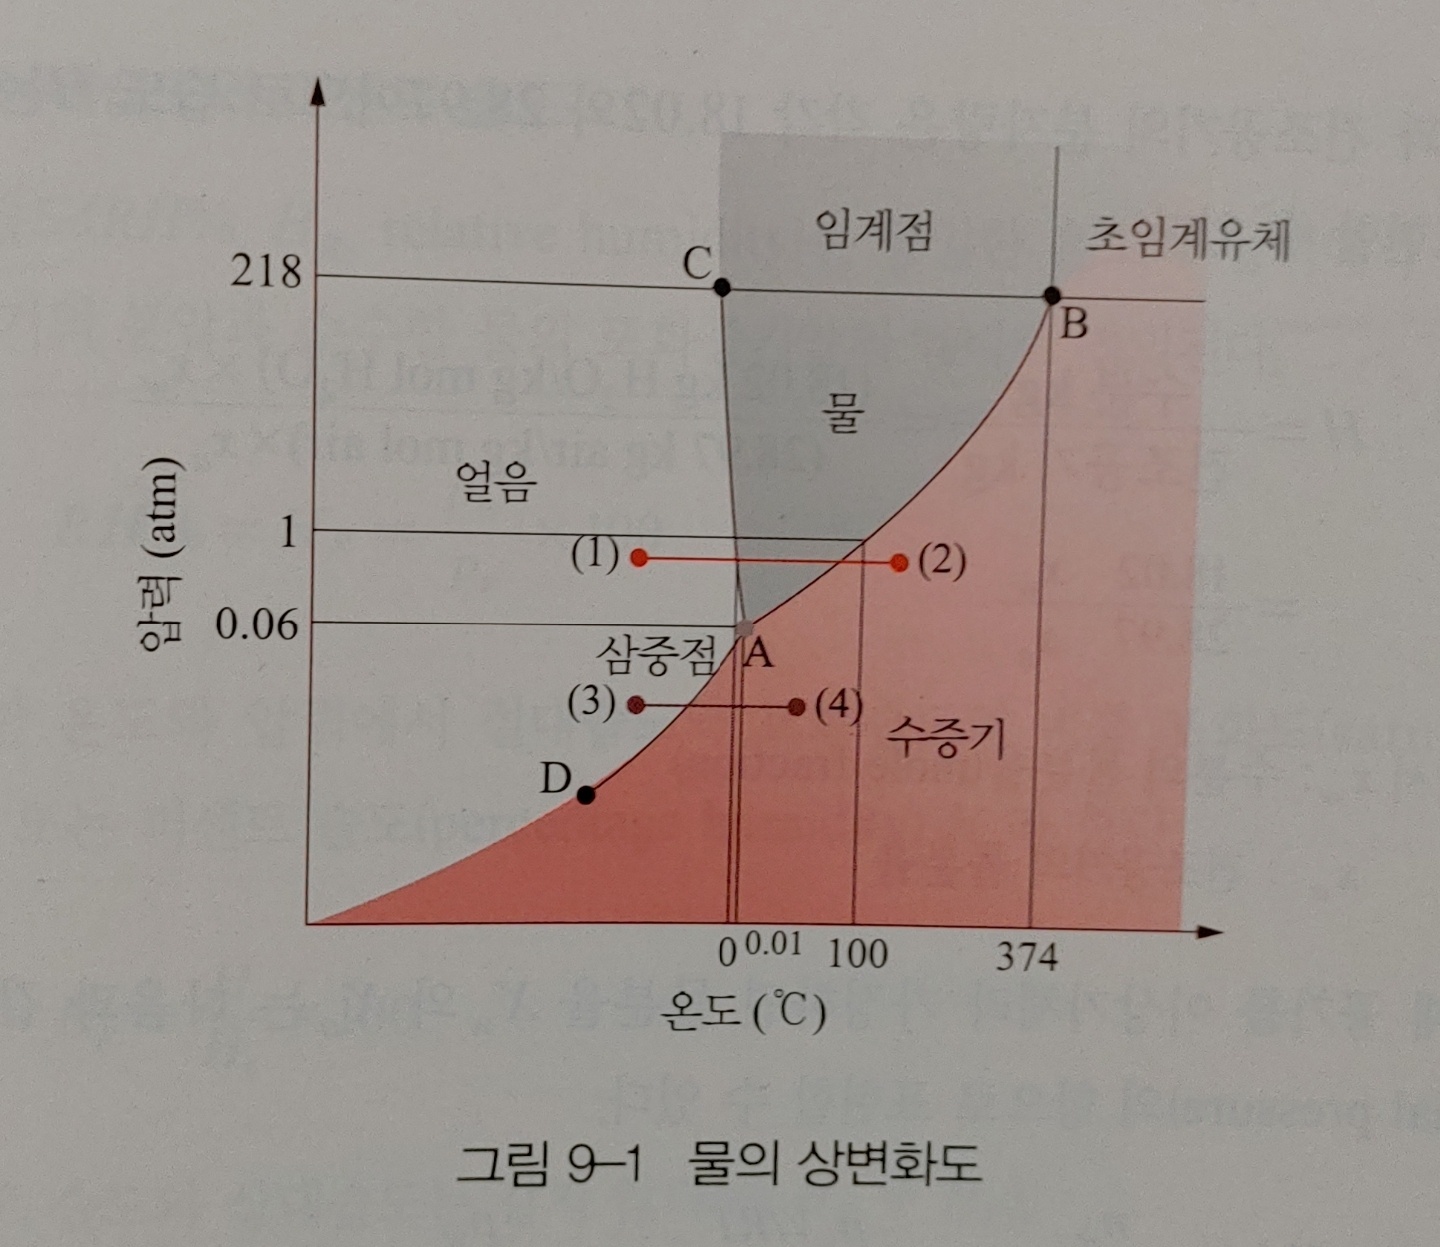 임계점
초임계유체
C
218
B
물
얼음
1
(1)
(2)
압력 (atm)
0.06
삼중점
A
(3)
(4)
수증기
D
0
0.01
100
374
온도 (℃)
그림 9-1 물의 상변화도